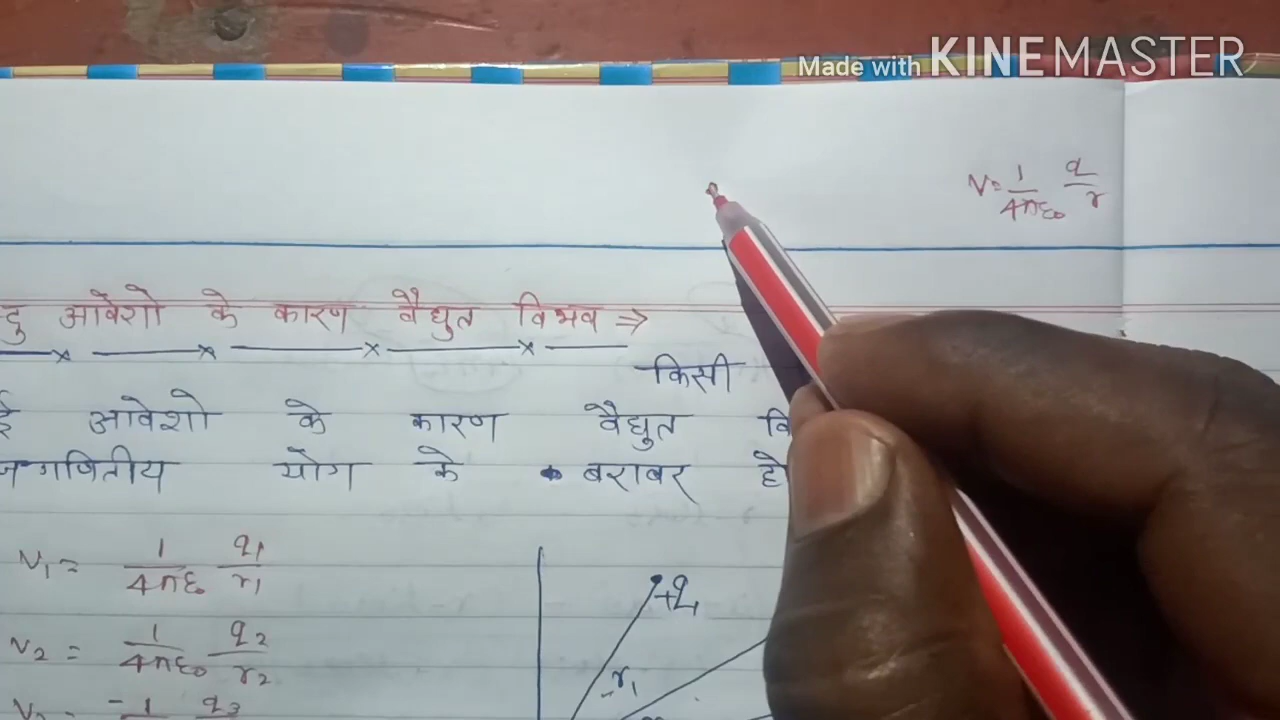 Made with KINEMASTER
V= 1/4πε₀ q/r
आवेशो के कारण वैद्युत विभव ⇒
किसी
आवेशो के कारण वैद्युत
योग के बराबर
V₁ = 1/4πε₀ q₁/r₁
+q₁
V₂ = 1/4πε₀ q₂/r₂
r₁